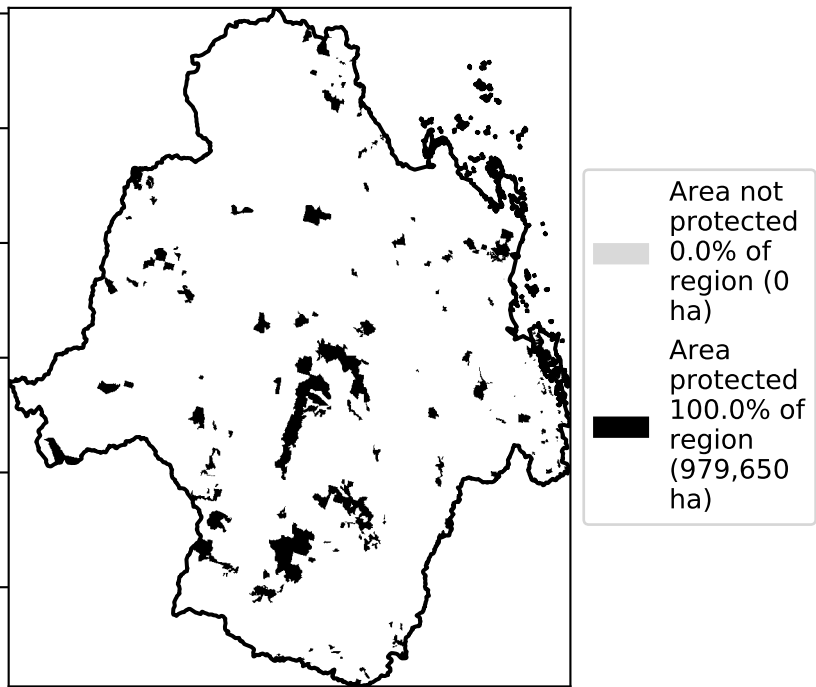 Area not
protected
0.0% of
region (0
ha)
Area
protected
100.0% of
region
(979,650
ha)